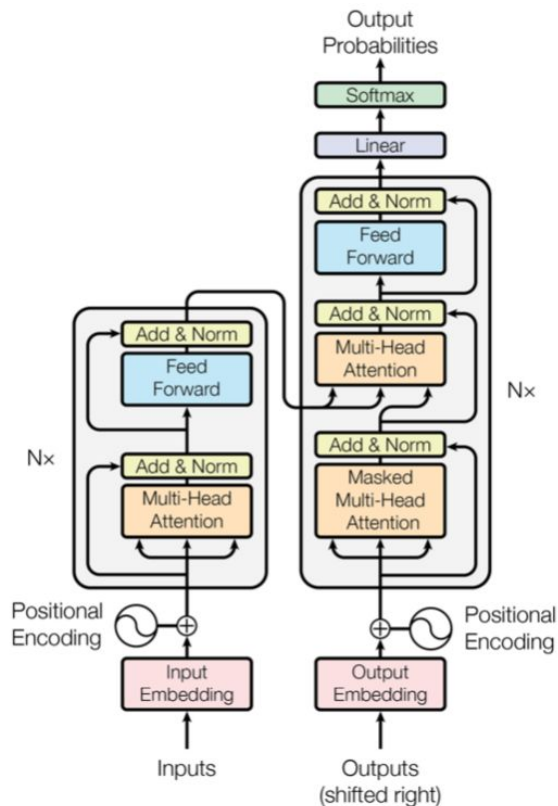 Output
Probabilities
Softmax
Linear
Add & Norm
Feed
Forward
Add & Norm
Multi-Head
Attention
Add & Norm
Masked
Multi-Head
Attention
N×
Add & Norm
Feed
Forward
Add & Norm
Multi-Head
Attention
N×
Positional
Encoding
Positional
Encoding
Input
Embedding
Output
Embedding
Inputs
Outputs
(shifted right)